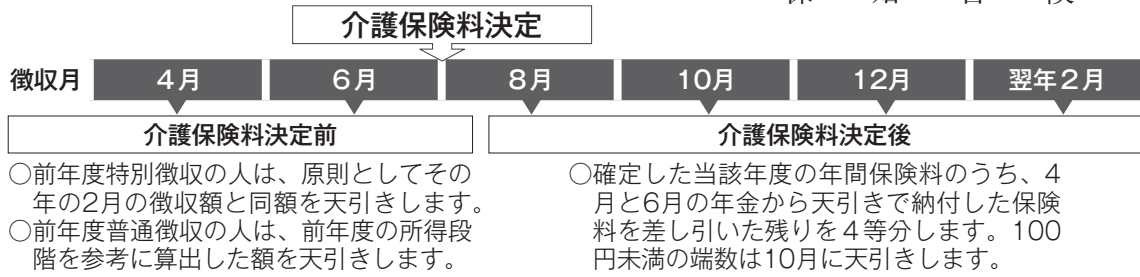 介護保険料決定
徴収月 4月 6月 8月 10月 12月 翌年2月
介護保険料決定前
○前年度特別徴収の人は、原則としてその
年の2月の徴収額と同額を天引きします。
○前年度普通徴収の人は、前年度の所得段
階を参考に算出した額を天引きします。
介護保険料決定後
○確定した当該年度の年間保険料のうち、4
月と6月の年金から天引きで納付した保険
料を差し引いた残りを4等分します。100
円未満の端数は10月に天引きします。